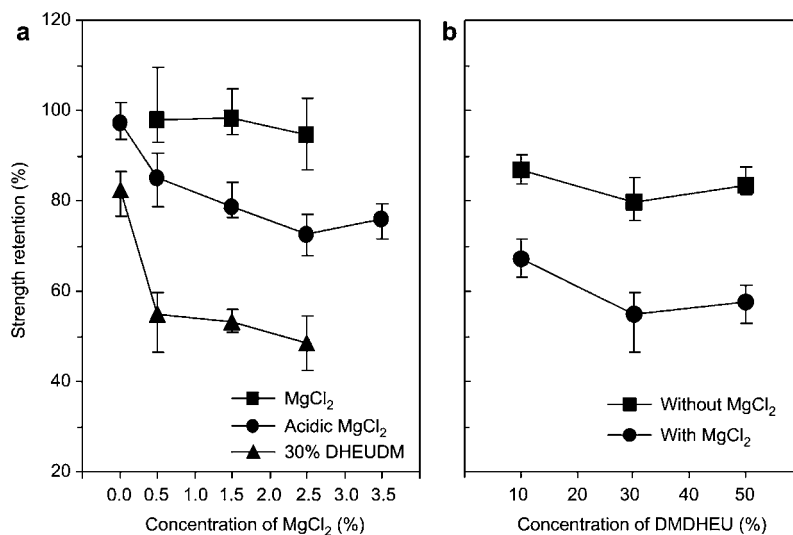 a
b
120
100
80
60
40
20
Strength retention (%)
MgCl₂
Acidic MgCl₂
30% DHEUDM
0.0 0.5 1.5 2.0 2.5 3.0 3.5
Concentration of MgCl₂ (%)
Without MgCl₂
With MgCl₂
10 20 30 40 50
Concentration of DMDHEU (%)